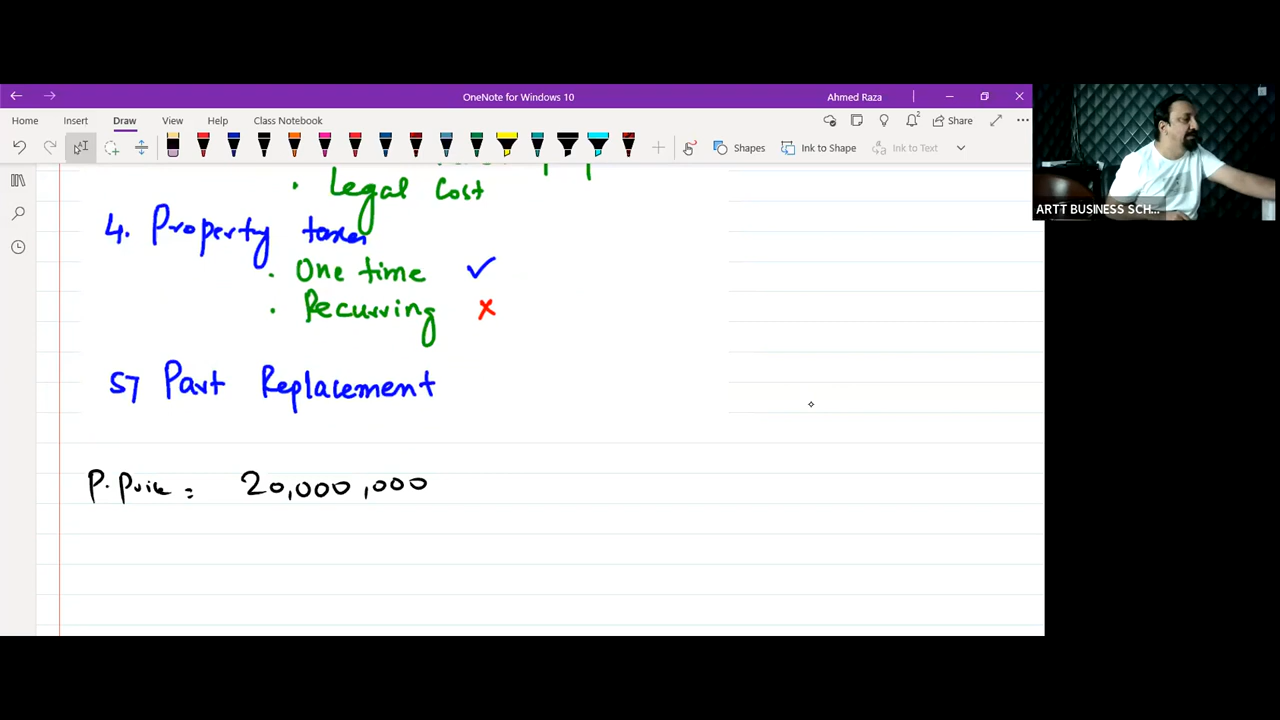 OneNote for Windows 10
Ahmed Raza
Home Insert Draw View Help Class Notebook
Share
Shapes Ink to Shape Ink to Text
ARTT BUSINESS SCH...
• Legal Cost
4. Property taxes
• One time ✓
• Recurring ×
5) Part Replacement
P. Price = 20,000,000